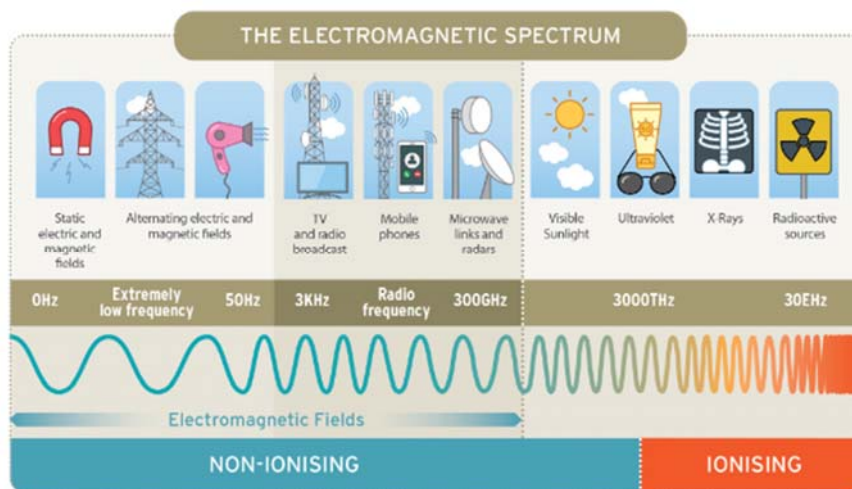 THE ELECTROMAGNETIC SPECTRUM
Static
electric and
magnetic
fields
Alternating electric and
magnetic fields
TV
and radio
broadcast
Mobile
phones
Microwave
links and
radars
Visible
Sunlight
Ultraviolet
X-Rays
Radioactive
sources
0Hz
Extremely
low frequency
50Hz
3KHz
Radio
frequency
300GHz
3000THz
30EHz
Electromagnetic Fields
NON-IONISING
IONISING